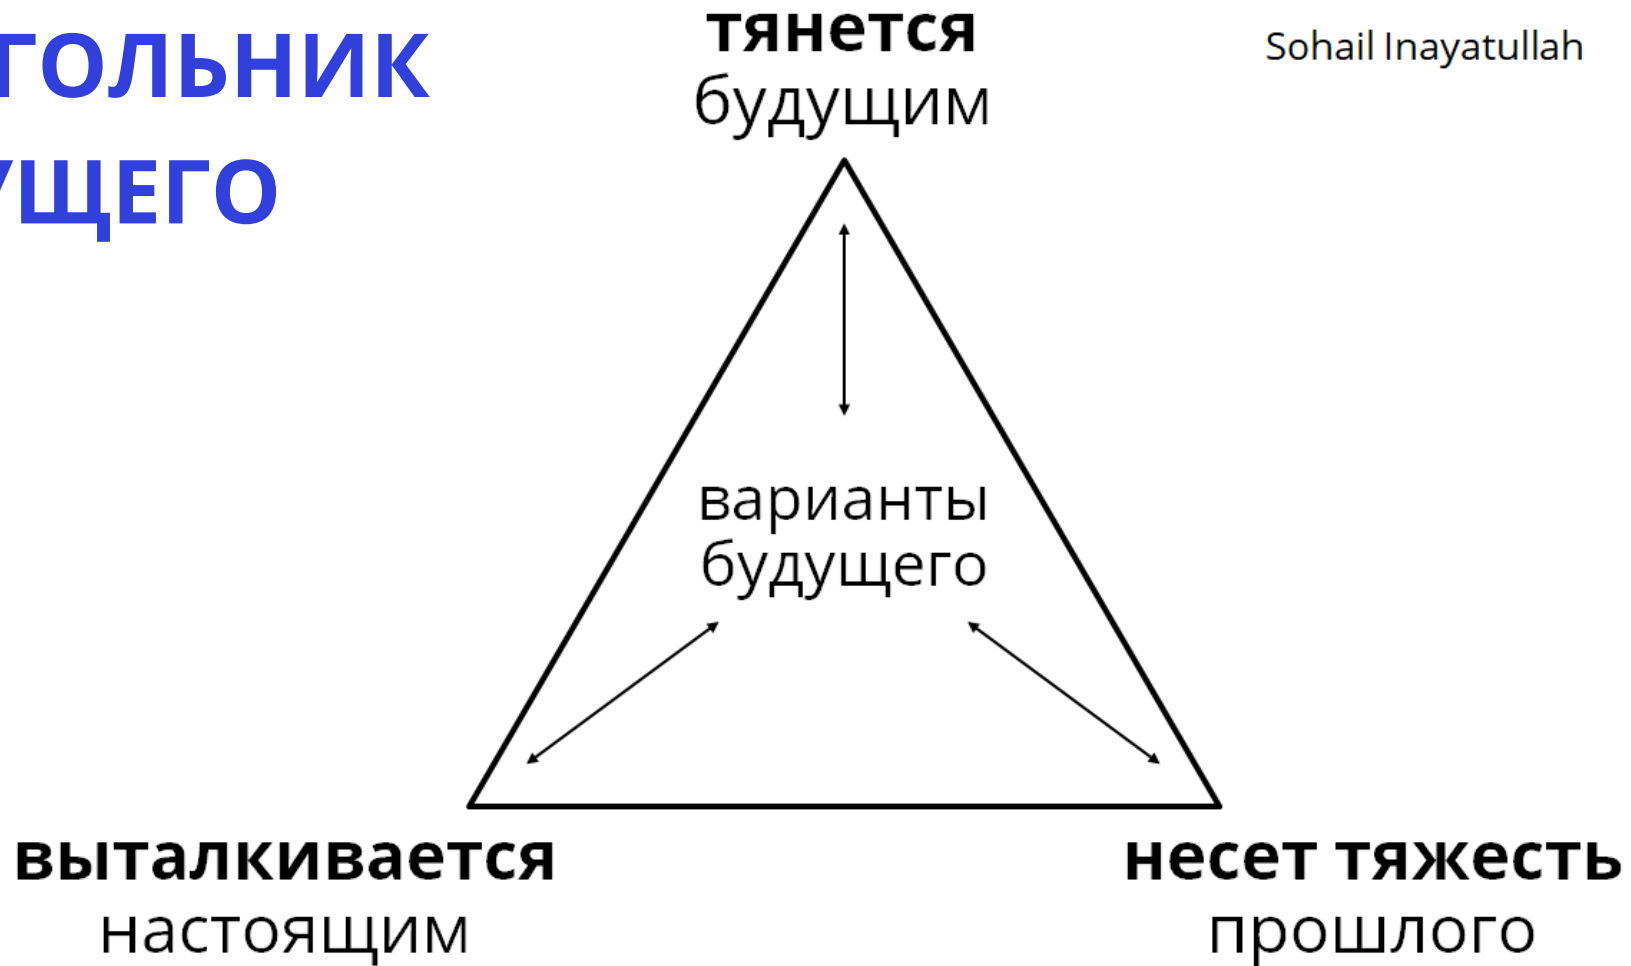 ГОЛЬНИК
УЩЕГО
тянется
будущим
Sohail Inayatullah
варианты
будущего
выталкивается
настоящим
несет тяжесть
прошлого